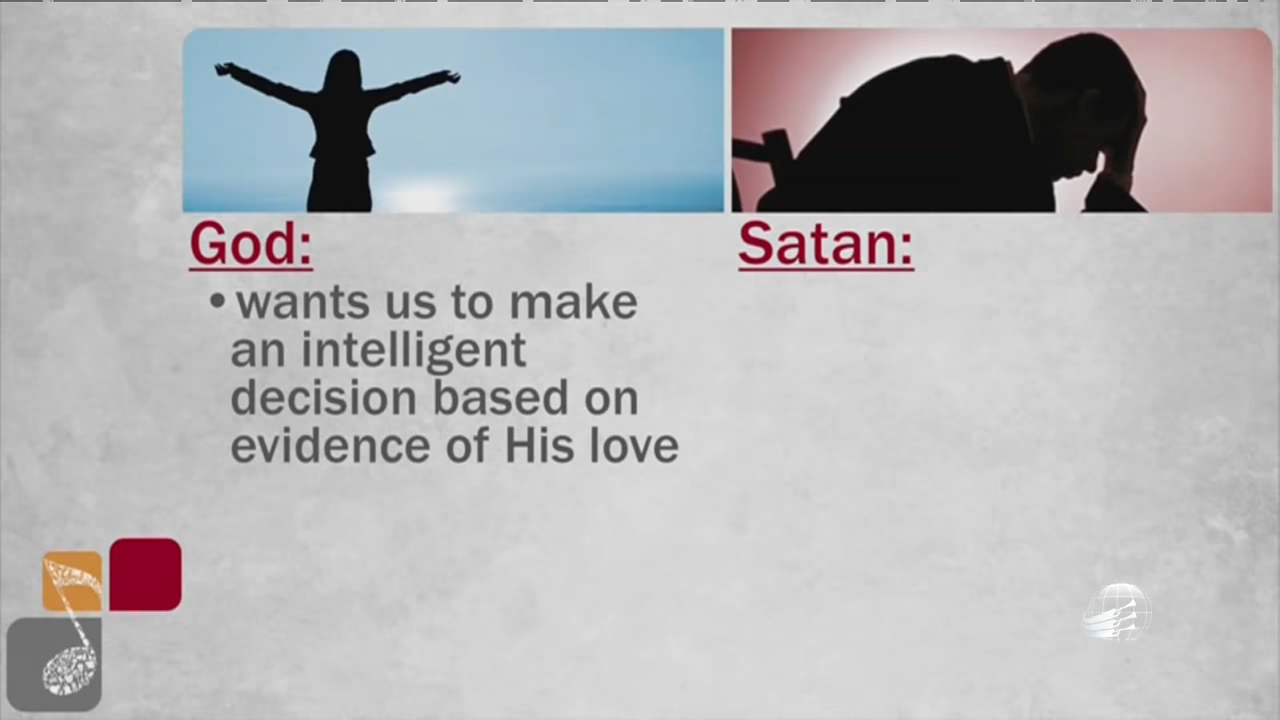 God:
•wants us to make
an intelligent
decision based on
evidence of His love
Satan: